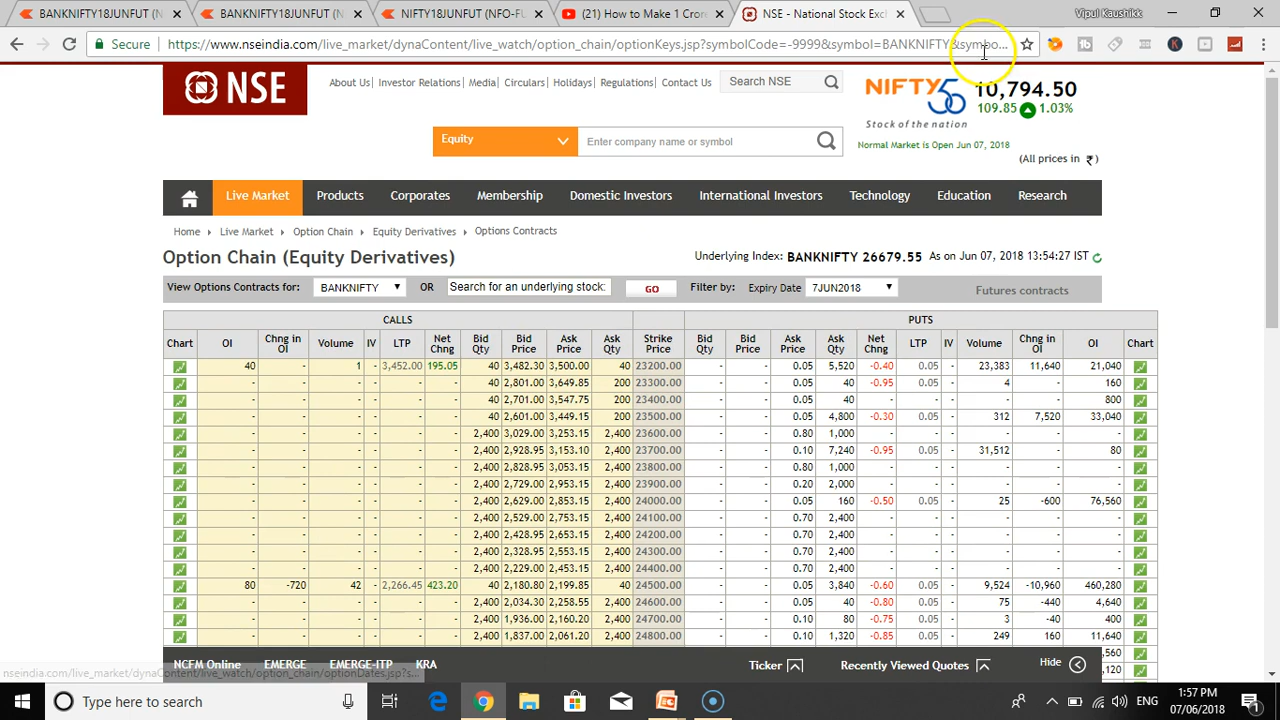 BANKNIFTY18JUNFUT (NFO-FUT
BANKNIFTY18JUNFUT (NFO-FUT
NIFTY18JUNFUT (NFO-FU
(21) How to Make 1 Crore
NSE - National Stock Exch
Vipul Kaushikk
Secure
https://www.nseindia.com/live_market/dynaContent/live_watch/option_chain/optionKeys.jsp?symbolCode=-9999&symbol=BANKNIFTY&symbo...
NSE
About Us | Investor Relations | Media | Circulars | Holidays | Regulations | Contact Us
Search NSE
NIFTY50
Stock of the nation
10,794.50
109.85 1.03%
Normal Market is Open Jun 07, 2018
(All prices in ₹)
Equity
Enter company name or symbol
Live Market Products Corporates Membership Domestic Investors International Investors Technology Education Research
Home Live Market Option Chain Equity Derivatives Options Contracts
Option Chain (Equity Derivatives)
Underlying Index: BANKNIFTY 26679.55 As on Jun 07, 2018 13:54:27 IST
View Options Contracts for: BANKNIFTY OR Search for an underlying stock: GO Filter by: Expiry Date 7JUN2018 Futures contracts
CALLS PUTS
Chart OI Chng in OI Volume IV LTP Net Chng Bid Qty Bid Price Ask Price Ask Qty Strike Price Bid Qty Bid Price Ask Price Ask Qty Net Chng LTP IV Volume Chng in OI OI Chart
40 - 1 - 3,452.00 195.05 40 3,482.30 3,500.00 40 23200.00 - - 0.05 5,520 -0.40 0.05 - 23,383 11,640 21,040
- - - - - - 40 2,801.00 3,649.85 200 23300.00 - - 0.05 40 -0.95 0.05 - 4 - 160
- - - - - - 40 2,701.00 3,547.75 200 23400.00 - - 0.05 40 - - - - - 800
- - - - - - 40 2,601.00 3,449.15 200 23500.00 - - 0.05 4,800 -0.30 0.05 - 312 7,520 33,040
- - - - - - 2,400 3,029.00 3,253.15 2,400 23600.00 - - 0.80 1,000 - - - - - -
- - - - - - 2,400 2,928.95 3,153.10 2,400 23700.00 - - 0.10 7,240 -0.95 0.05 - 31,512 - 80
- - - - - - 2,400 2,828.95 3,053.15 2,400 23800.00 - - 0.80 1,000 - - - - - -
- - - - - - 2,400 2,729.00 2,953.15 2,400 23900.00 - - 0.20 2,000 - - - - - -
- - - - - - 2,400 2,629.00 2,853.15 2,400 24000.00 - - 0.05 160 -0.50 0.05 - 25 -600 76,560
- - - - - - 2,400 2,529.00 2,753.15 2,400 24100.00 - - 0.70 2,400 - - - - - -
- - - - - - 2,400 2,428.95 2,653.15 2,400 24200.00 - - 0.70 2,400 - - - - - -
- - - - - - 2,400 2,328.95 2,553.15 2,400 24300.00 - - 0.70 2,400 - - - - - -
- - - - - - 2,400 2,229.00 2,453.15 2,400 24400.00 - - 0.70 2,400 - - - - - -
80 -720 42 - 2,266.45 423.20 40 2,180.80 2,199.85 40 24500.00 - - 0.05 3,840 -0.60 0.05 - 9,524 -10,960 460,280
- - - - - - 2,400 2,034.30 2,258.55 2,400 24600.00 - - 0.05 40 -0.80 0.05 - 75 -440 4,640
- - - - - - 2,400 1,936.00 2,160.20 2,400 24700.00 - - 0.10 80 -0.75 0.05 - 3 -40 400
- - - - - - 2,400 1,837.00 2,061.20 2,400 24800.00 - - 0.10 1,320 -0.85 0.05 - 249 160 11,640
NCFM Online EMERGE EMERGE-ITP KRA Ticker Recently Viewed Quotes Hide
nseindia.com/live_market/dynaContent/live_watch/option_chain/optionDates.jsp?s...
Type here to search
ENG
1:57 PM
07/06/2018